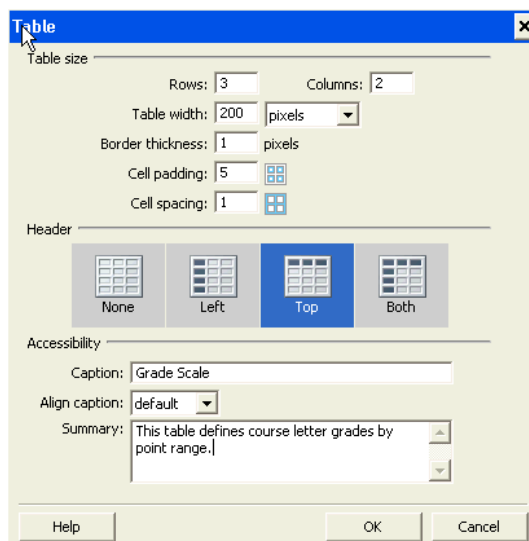 Table
Table size
Rows: 3 Columns: 2
Table width: 200 pixels
Border thickness: 1 pixels
Cell padding: 5
Cell spacing: 1
Header
None Left Top Both
Accessibility
Caption: Grade Scale
Align caption: default
Summary: This table defines course letter grades by
point range.
Help OK Cancel